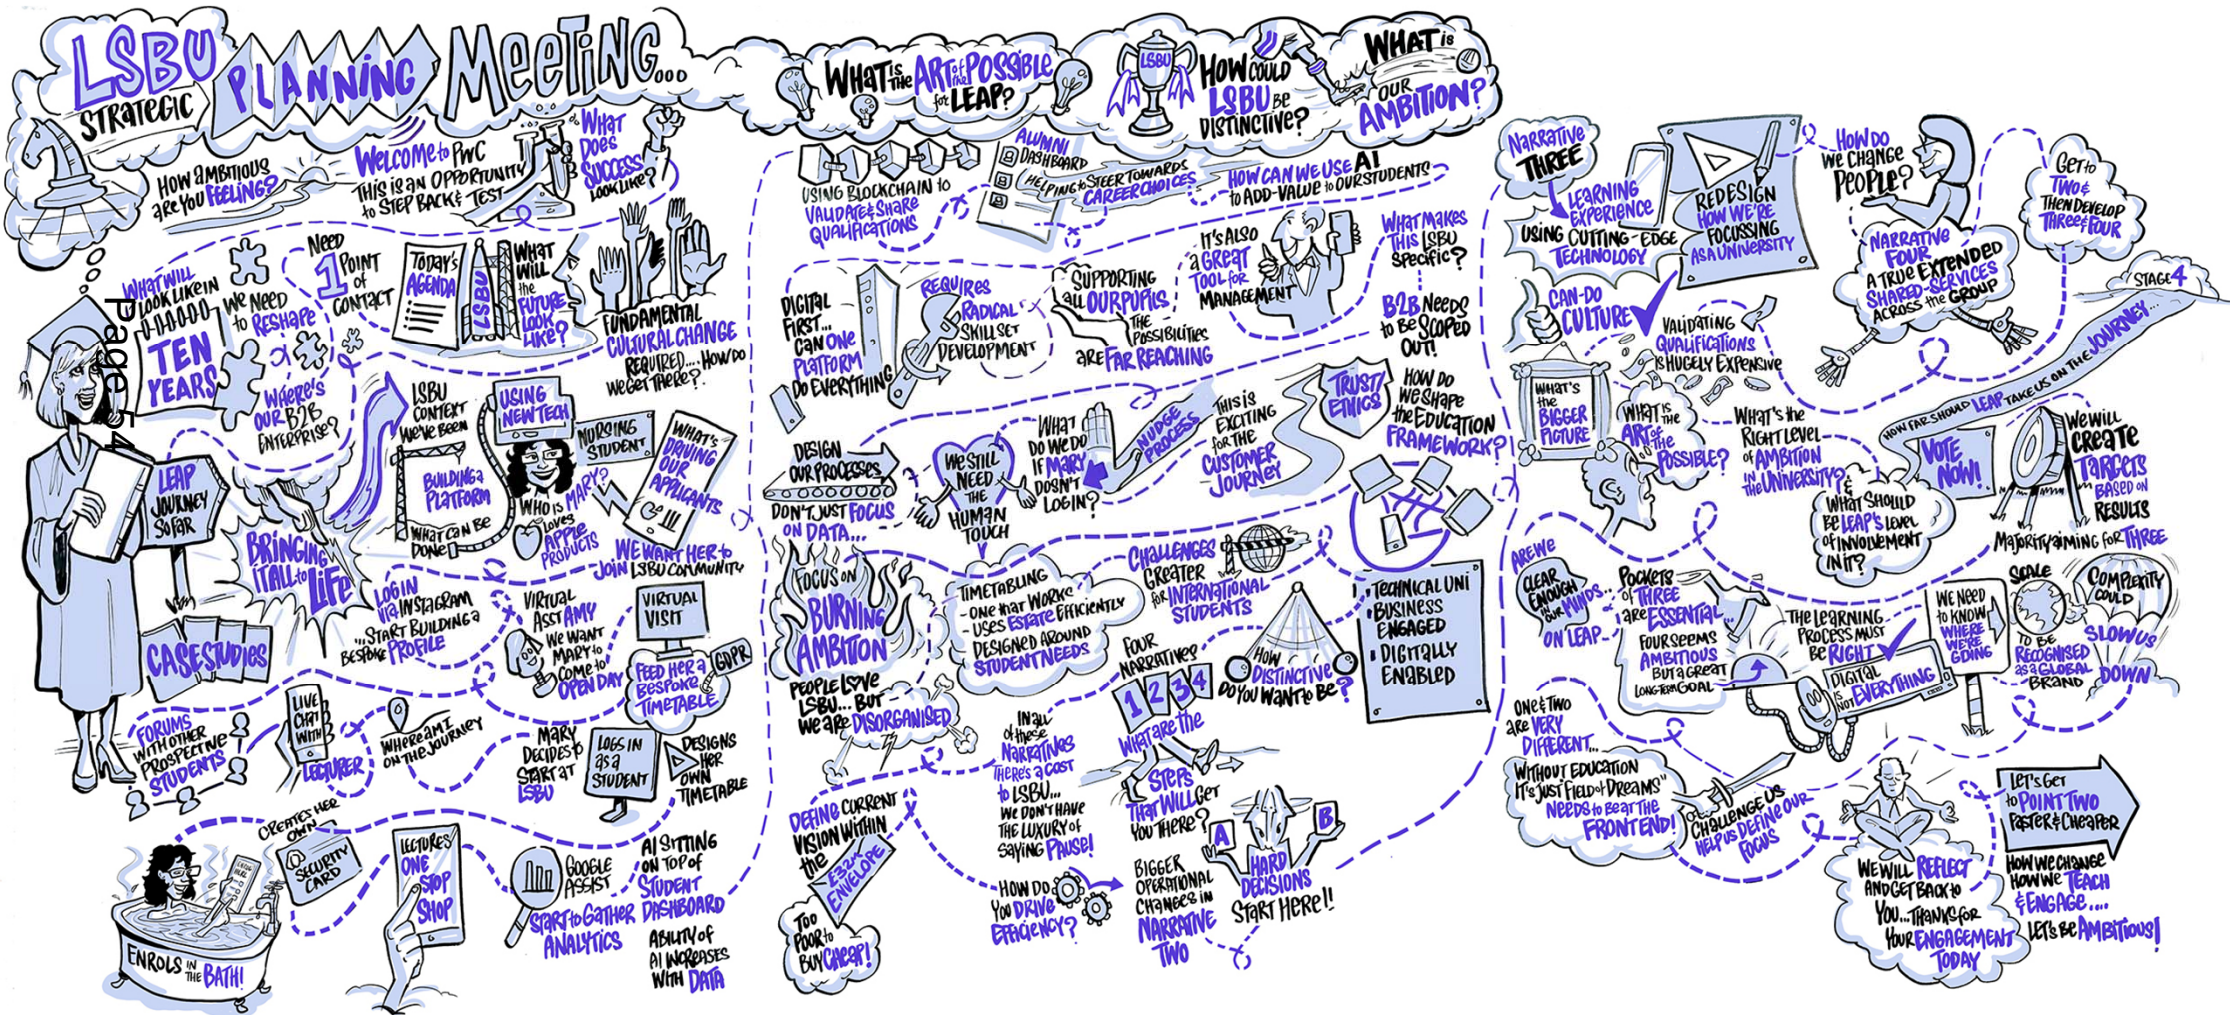 LSBU
STRATEGIC
PLANNING
MEETING...
HOW AMBITIOUS
are YOU FEELING?
WELCOME to PwC
THIS IS AN OPPORTUNITY
to STEP BACK & TEST
WHAT
DOES
SUCCESS
LOOK LIKE?
Page 54
WHAT WILL
LOOK LIKE IN
TEN
YEARS
WE NEED
to RESHAPE
WHERE'S
OUR B2B
ENTERPRISE?
NEED
1 POINT
of
CONTACT
TODAY'S
AGENDA
LSBU
WHAT
WILL
the
FUTURE
LOOK
LIKE?
FUNDAMENTAL
CULTURAL CHANGE
REQUIRED.... HOW DO
WE GET THERE?
LEAP
JOURNEY
SO FAR
BRINGING
IT ALL to
LIFE
LSBU
CONTEXT
WE'VE BEEN
BUILDING a
PLATFORM
WHAT CAN BE
DONE
USING
NEW TECH
NURSING
STUDENT
WHO IS MARY?
LOVES
APPLE
PRODUCTS
WHAT'S
DRIVING
OUR
APPLICANTS
WE WANT HER to
JOIN LSBU COMMUNITY
CASE STUDIES
LOG IN
VIA INSTAGRAM
...START BUILDING a
BESPOKE PROFILE
VIRTUAL
ASST AMY
WE WANT
MARY to
COME to
OPEN DAY
VIRTUAL
VISIT
FEED HER a
BESPOKE
TIMETABLE
GDPR
FORUMS
WITH OTHER
PROSPECTIVE
STUDENTS
LIVE
CHAT
WITH
LECTURER
WHERE AM I
ON THE JOURNEY
MARY
DECIDES to
START AT
LSBU
LOGS IN
as a
STUDENT
DESIGNS
HER
OWN
TIMETABLE
CREATES HER
OWN
SECURITY
CARD
ENROLS IN THE BATH!
LECTURES
ONE
STOP
SHOP
GOOGLE
ASSIST
START to GATHER
ANALYTICS
AI SITTING
ON TOP of
STUDENT
DASHBOARD
ABILITY of
AI INCREASES
WITH DATA
WHAT IS THE ART of the POSSIBLE
for LEAP?
LSBU
HOW COULD
LSBU BE
DISTINCTIVE?
WHAT is
OUR
AMBITION?
USING BLOCKCHAIN to
VALIDATE & SHARE
QUALIFICATIONS
ALUMNI
DASHBOARD
HELPING to STEER TOWARDS
CAREER CHOICES
HOW CAN WE USE AI
to ADD-VALUE to OUR STUDENTS
DIGITAL
FIRST...
CAN ONE
PLATFORM
DO EVERYTHING
REQUIRES
RADICAL
SKILL SET
DEVELOPMENT
SUPPORTING
all OUR PUPILS
THE
POSSIBILITIES
are FAR REACHING
IT'S ALSO
a GREAT
TOOL for
MANAGEMENT
WHAT MAKES
THIS LSBU
SPECIFIC?
B2B NEEDS
to BE SCOPED
OUT!
DESIGN
OUR PROCESSES
DON'T JUST FOCUS
ON DATA...
WE STILL
NEED
THE
HUMAN
TOUCH
WHAT
DO WE DO
IF MARY
DOSN'T
LOGIN?
NUDGE
PROCESS
THIS IS
EXCITING
for THE
CUSTOMER
JOURNEY
TRUST/
ETHICS
HOW DO
WE SHAPE
the EDUCATION
FRAMEWORK?
FOCUS ON
BURNING
AMBITION
TIMETABLING
- ONE that WORKS
- USES ESTATE EFFICIENTLY
DESIGNED AROUND
STUDENT NEEDS
CHALLENGES
GREATER
for INTERNATIONAL
STUDENTS
TECHNICAL UNI
BUSINESS
ENGAGED
DIGITALLY
ENABLED
PEOPLE LOVE
LSBU... BUT
WE are DISORGANISED
FOUR
NARRATIVES
1 2 3 4
HOW
DISTINCTIVE
DO YOU WANT to BE?
IN all
of these
NARRATIVES
THERE'S a COST
to LSBU...
WE DON'T HAVE
THE LUXURY of
SAYING PAUSE!
WHAT are the
STEPS
THAT WILL GET
YOU THERE?
DEFINE CURRENT
VISION WITHIN
the
£32M
ENVELOPE
TOO
POOR to
BUY CHEAP!
HOW DO
YOU DRIVE
EFFICIENCY?
BIGGER
OPERATIONAL
CHANGES IN
NARRATIVE
TWO
A
B
HARD
DECISIONS
START HERE!!
NARRATIVE
THREE
LEARNING
EXPERIENCE
USING CUTTING-EDGE
TECHNOLOGY
REDESIGN
HOW WE'RE
FOCUSSING
AS A UNIVERSITY
HOW DO
WE CHANGE
PEOPLE?
NARRATIVE
FOUR
A TRUE EXTENDED
SHARED-SERVICES
ACROSS the GROUP
GET to
TWO &
THEN DEVELOP
THREE & FOUR
STAGE 4
CAN-DO
CULTURE
VALIDATING
QUALIFICATIONS
IS HUGELY EXPENSIVE
WHAT'S
the
BIGGER
PICTURE
WHAT IS
the
ART of
the
POSSIBLE?
WHAT'S the
RIGHT LEVEL
of AMBITION
IN the UNIVERSITY?
&
WHAT SHOULD
BE LEAP'S LEVEL
of INVOLVEMENT
IN IT?
HOW FAR SHOULD LEAP TAKE US ON THE JOURNEY...
VOTE
NOW!
WE WILL
CREATE
TARGETS
BASED ON
RESULTS
MAJORITY AIMING FOR THREE
ARE WE
CLEAR
ENOUGH
IN OUR MINDS..
ON LEAP..
POCKETS
of THREE
are ESSENTIAL...
FOUR SEEMS
AMBITIOUS
BUT a GREAT
LONG-TERM GOAL
THE LEARNING
PROCESS MUST
BE RIGHT
DIGITAL
IS NOT EVERYTHING
WE NEED
to KNOW
WHERE
WE'RE
GOING
SCALE
TO BE
RECOGNISED
as a GLOBAL
BRAND
COMPLEXITY
COULD
SLOW US
DOWN
ONE & TWO
are VERY
DIFFERENT...
WITHOUT EDUCATION
IT'S JUST FIELD of DREAMS"
NEEDS to BEAT THE
FRONT END!
CHALLENGE US
HELP US DEFINE OUR
FOCUS
WE WILL REFLECT
AND GET BACK to
YOU...THANKS for
YOUR ENGAGEMENT
TODAY
LET'S GET
to POINT TWO
FASTER & CHEAPER
HOW WE CHANGE
HOW WE TEACH
& ENGAGE....
LET'S BE AMBITIOUS!